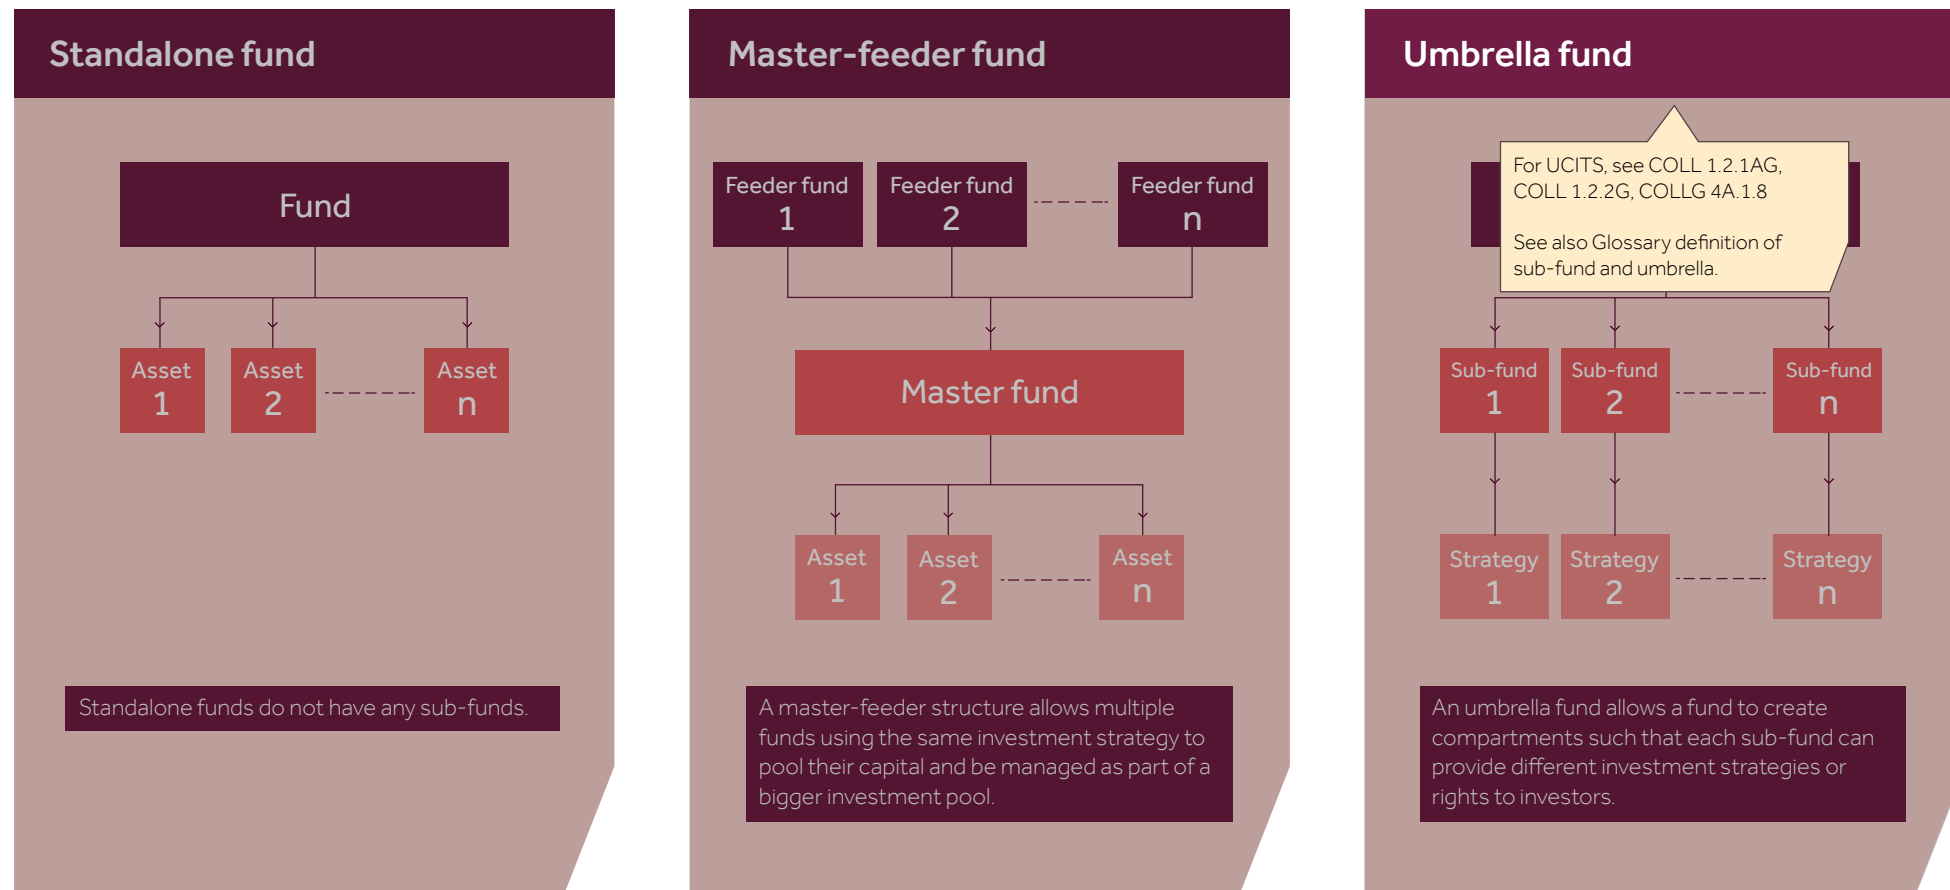 Standalone fund
Fund
Asset
1
Asset
2
Asset
n
Standalone funds do not have any sub-funds.
Master-feeder fund
Feeder fund
1
Feeder fund
2
Feeder fund
n
Master fund
Asset
1
Asset
2
Asset
n
A master-feeder structure allows multiple
funds using the same investment strategy to
pool their capital and be managed as part of a
bigger investment pool.
Umbrella fund
For UCITS, see COLL 1.2.1AG,
COLL 1.2.2G, COLLG 4A.1.8
See also Glossary definition of
sub-fund and umbrella.
Sub-fund
1
Sub-fund
2
Sub-fund
n
Strategy
1
Strategy
2
Strategy
n
An umbrella fund allows a fund to create
compartments such that each sub-fund can
provide different investment strategies or
rights to investors.